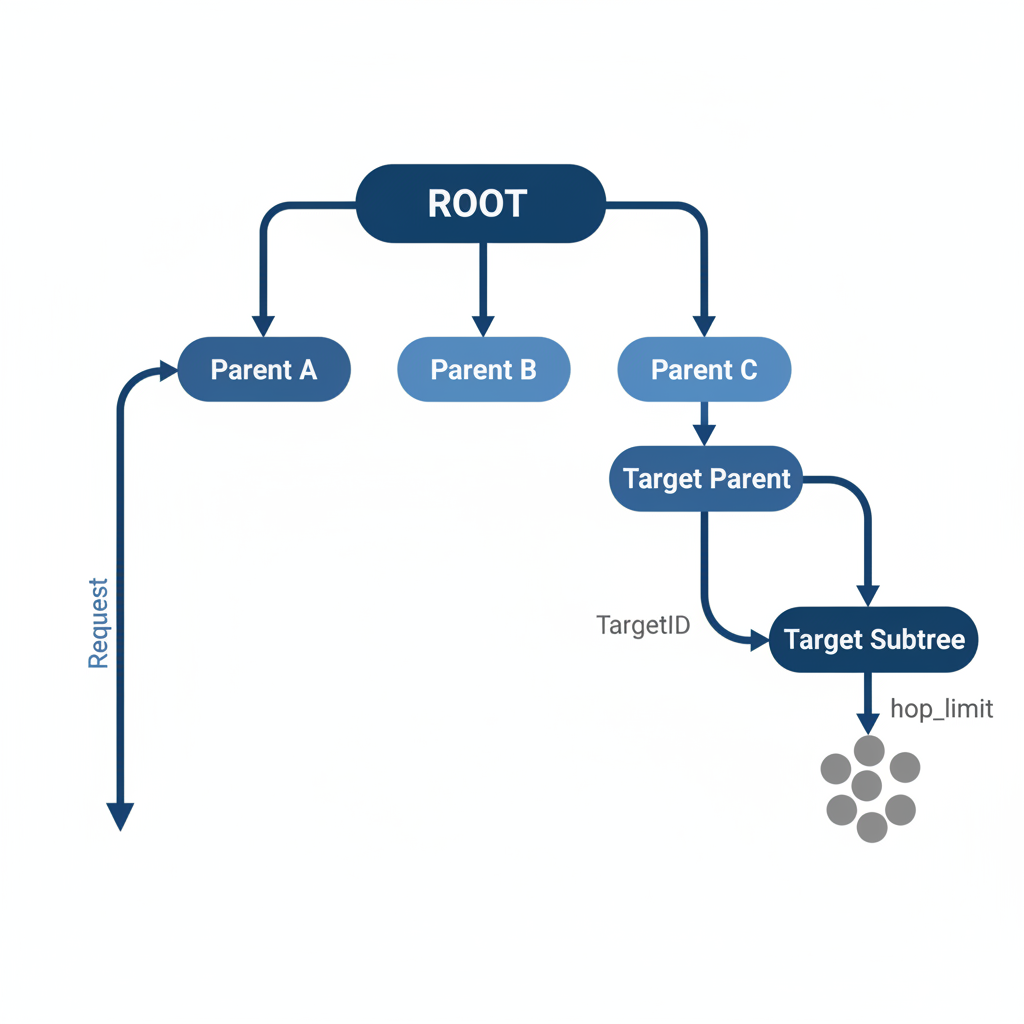 ROOT
Parent A
Parent B
Parent C
Target Parent
Request
TargetID
Target Subtree
hop_limit